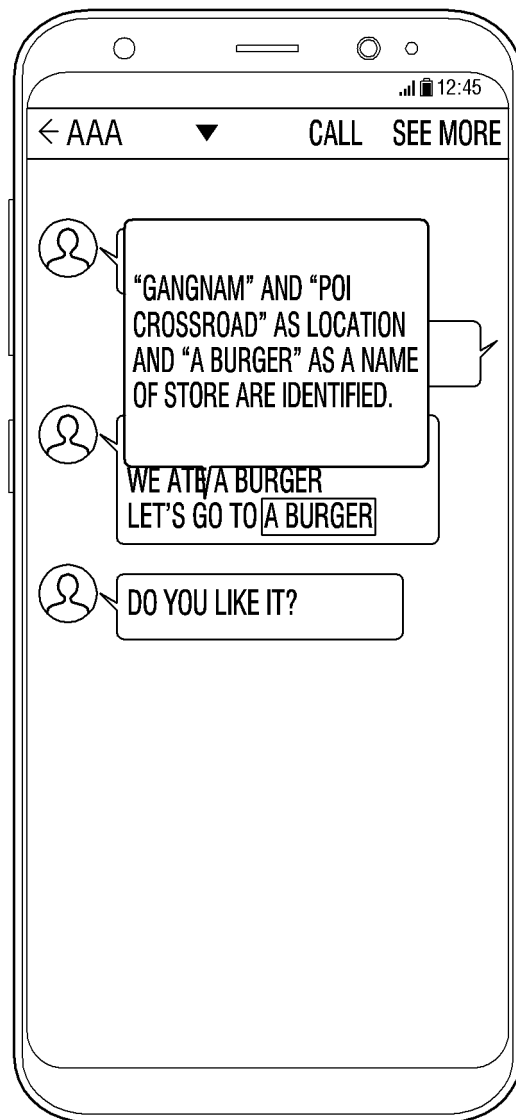 12:45
← AAA ▼ CALL SEE MORE
“GANGNAM” AND “POI
CROSSROAD” AS LOCATION
AND “A BURGER” AS A NAME
OF STORE ARE IDENTIFIED.
WE ATE A BURGER
LET’S GO TO A BURGER
DO YOU LIKE IT?